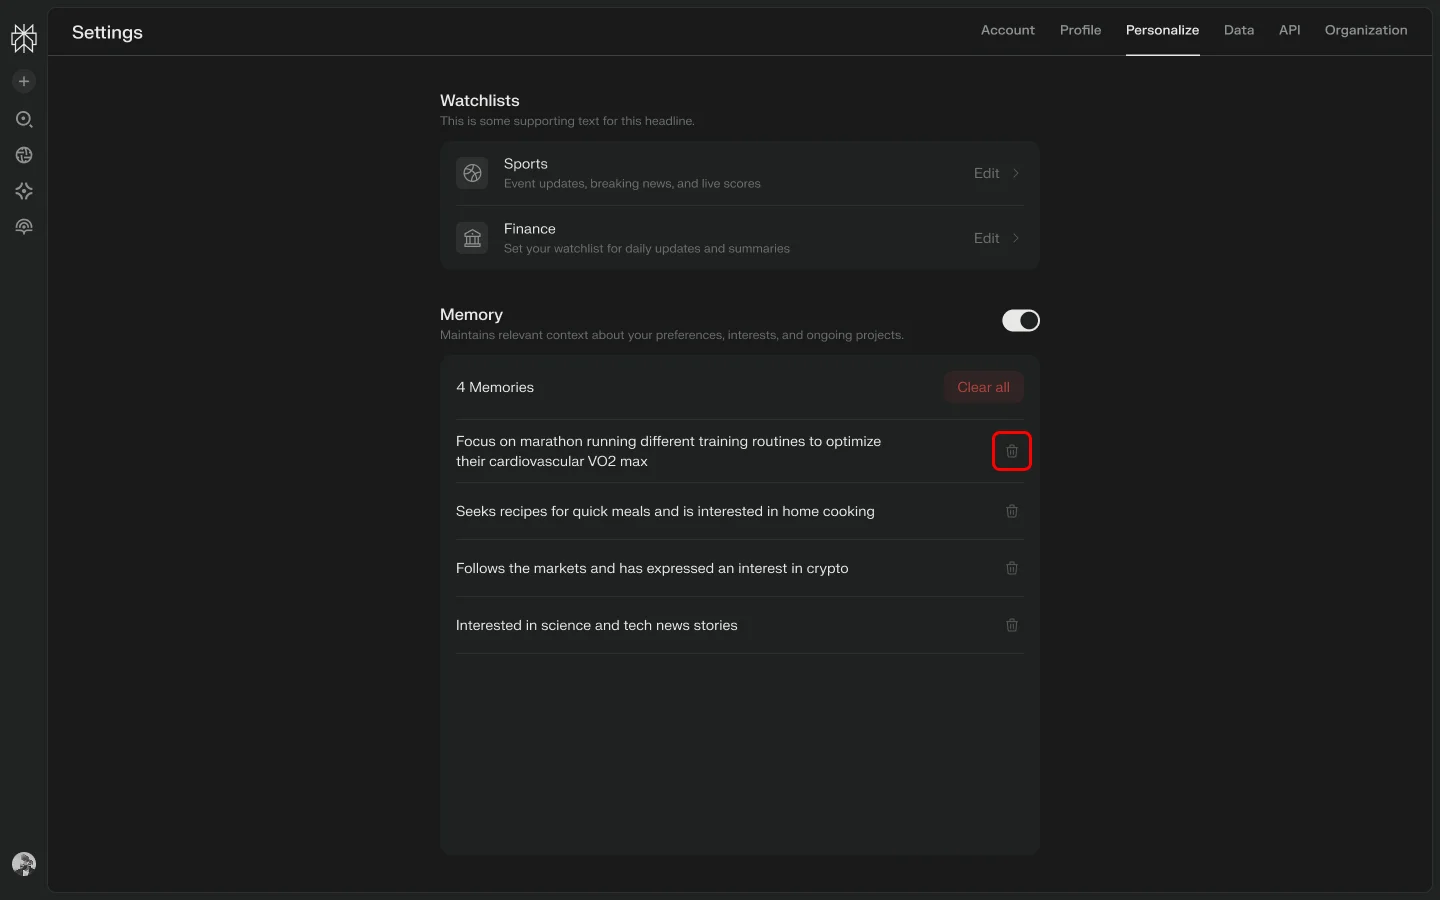 Settings
Account
Profile
Personalize
Data
API
Organization
Watchlists
This is some supporting text for this headline.
Sports
Event updates, breaking news, and live scores
Edit
Finance
Set your watchlist for daily updates and summaries
Edit
Memory
Maintains relevant context about your preferences, interests, and ongoing projects.
4 Memories
Clear all
Focus on marathon running different training routines to optimize
their cardiovascular VO2 max
Seeks recipes for quick meals and is interested in home cooking
Follows the markets and has expressed an interest in crypto
Interested in science and tech news stories